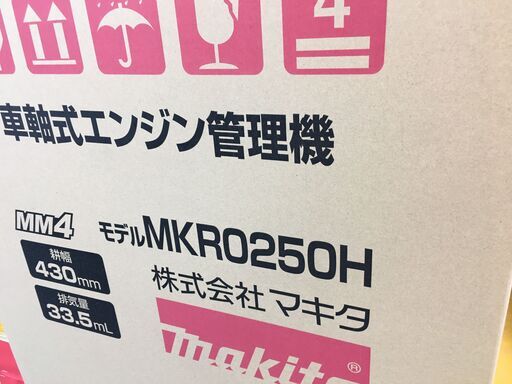 4
車軸式エンジン管理機
MM4 モデルMKR0250H
耕幅
430mm
株式会社マキタ
排気量
33.5mL
makita®